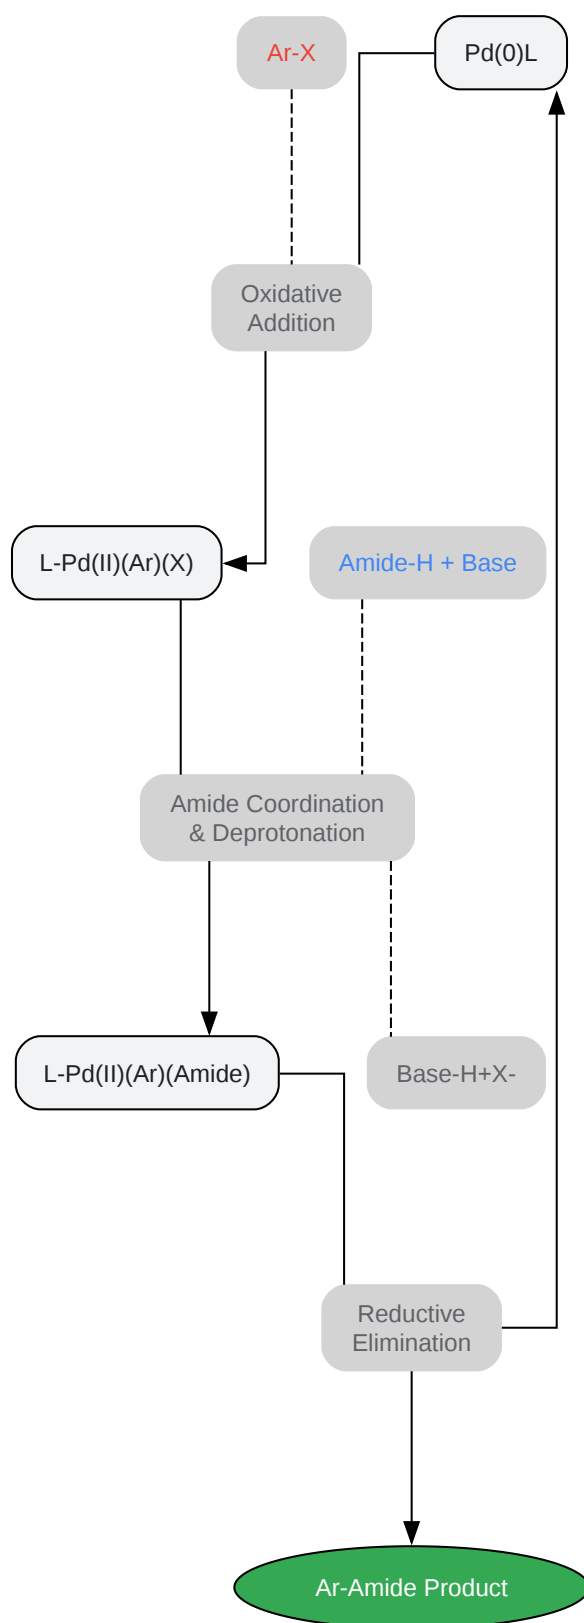 Ar-X
Pd(0)L
Oxidative
Addition
L-Pd(II)(Ar)(X)
Amide-H + Base
Amide Coordination
& Deprotonation
L-Pd(II)(Ar)(Amide)
Base-H+X-
Reductive
Elimination
Ar-Amide Product